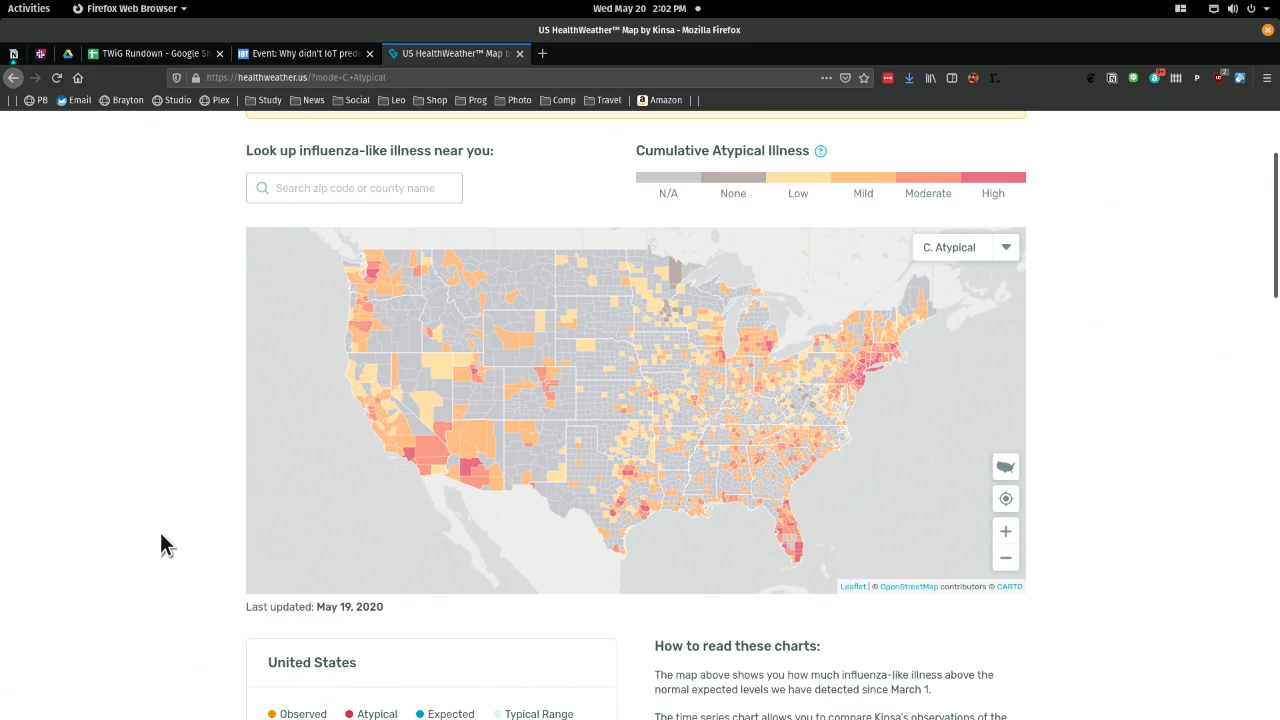 Activities Firefox Web Browser Wed May 20 2:02 PM
US HealthWeather™ Map by Kinsa - Mozilla Firefox
TWiG Rundown - Google Sh Event: Why didn't IoT predi US HealthWeather™ Map b
https://healthweather.us/?mode=C.+Atypical
PB Email Brayton Studio Plex Study News Social Leo Shop Prog Photo Comp Travel Amazon
Look up influenza-like illness near you:
Search zip code or county name
Cumulative Atypical Illness ?
N/A None Low Mild Moderate High
C. Atypical
Leaflet | © OpenStreetMap contributors © CARTO
Last updated: May 19, 2020
United States
Observed Atypical Expected Typical Range
How to read these charts:
The map above shows you how much influenza-like illness above the
normal expected levels we have detected since March 1.
The time series chart allows you to compare Kinsa's observations of the